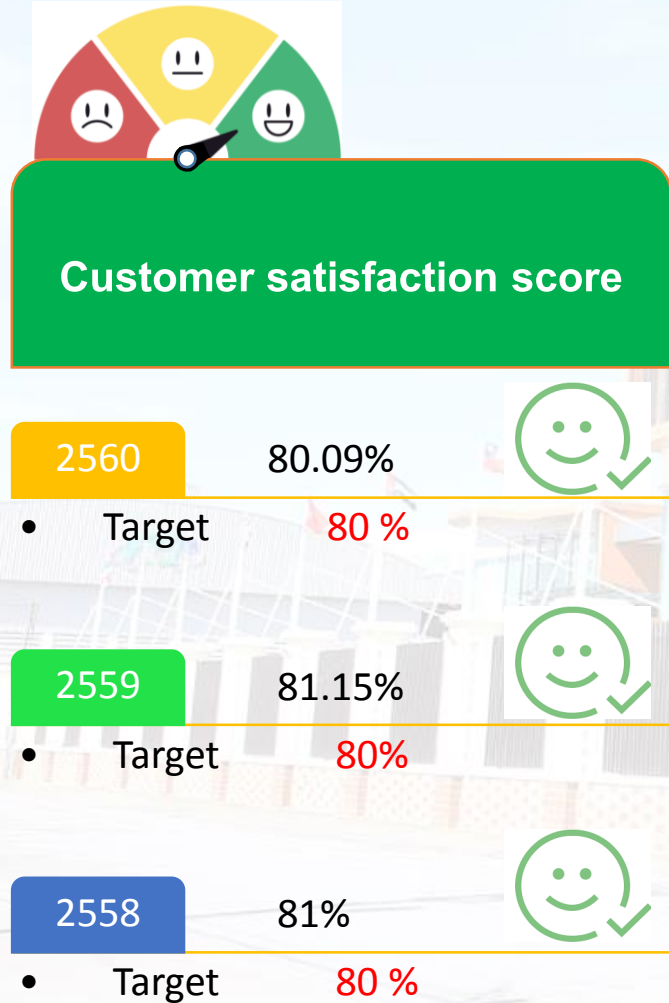 Customer satisfaction score
2560 80.09%
• Target 80 %
2559 81.15%
• Target 80%
2558 81%
• Target 80 %